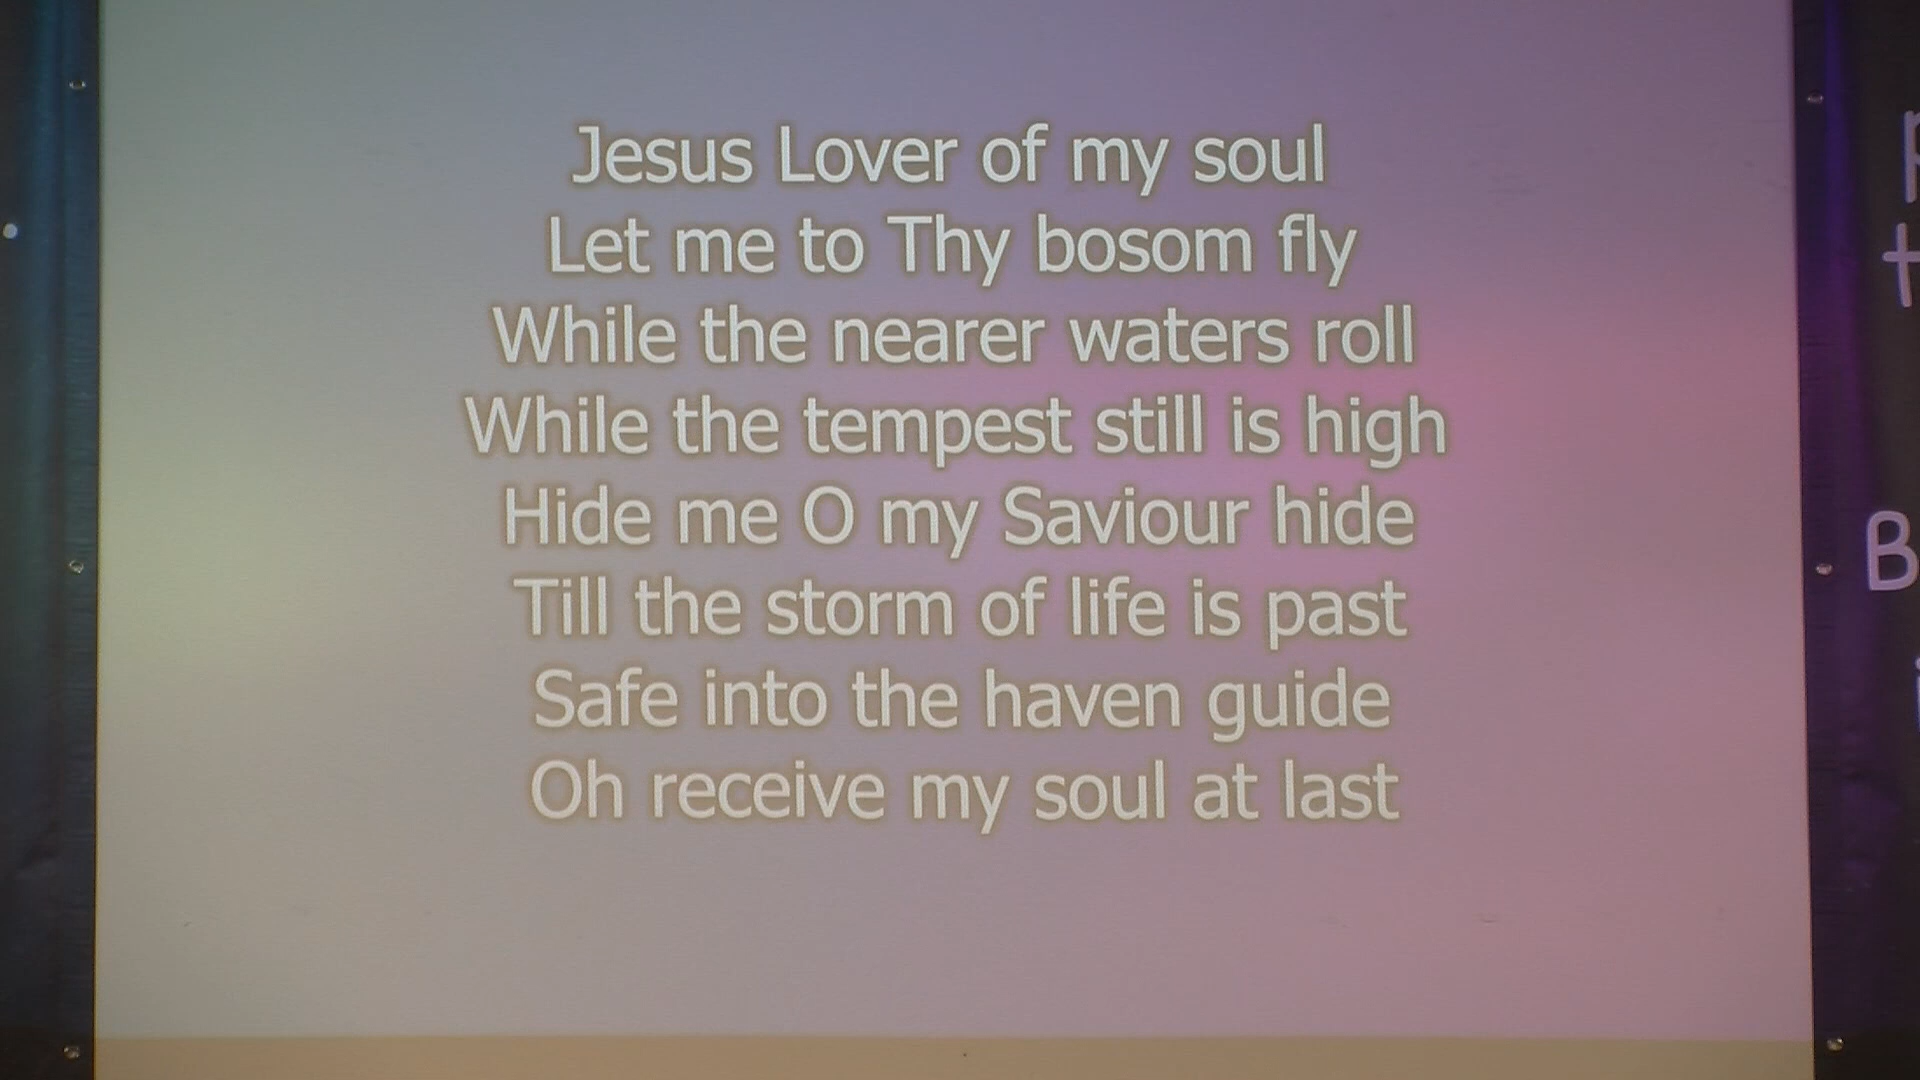 Jesus Lover of my soul
Let me to Thy bosom fly
While the nearer waters roll
While the tempest still is high
Hide me O my Saviour hide
Till the storm of life is past
Safe into the haven guide
Oh receive my soul at last